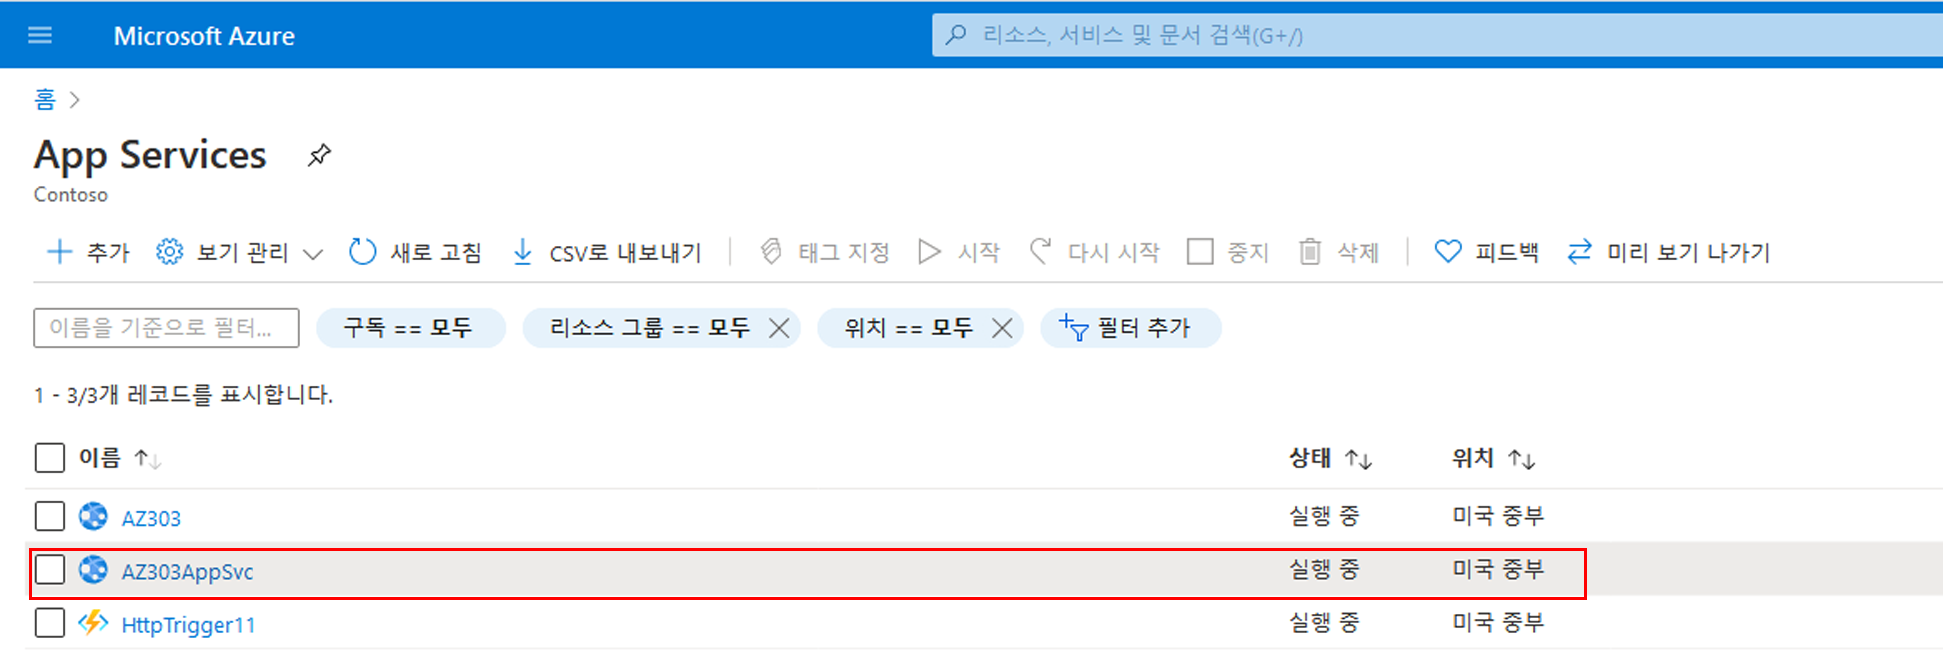 Microsoft Azure
리소스, 서비스 및 문서 검색(G+/)
홈
App Services
Contoso
추가 보기 관리 새로 고침 CSV로 내보내기 태그 지정 시작 다시 시작 중지 삭제 피드백 미리 보기 나가기
이름을 기준으로 필터... 구독 == 모두 리소스 그룹 == 모두 위치 == 모두 필터 추가
1 - 3/3개 레코드를 표시합니다.
이름 상태 위치
AZ303 실행 중 미국 중부
AZ303AppSvc 실행 중 미국 중부
HttpTrigger11 실행 중 미국 중부